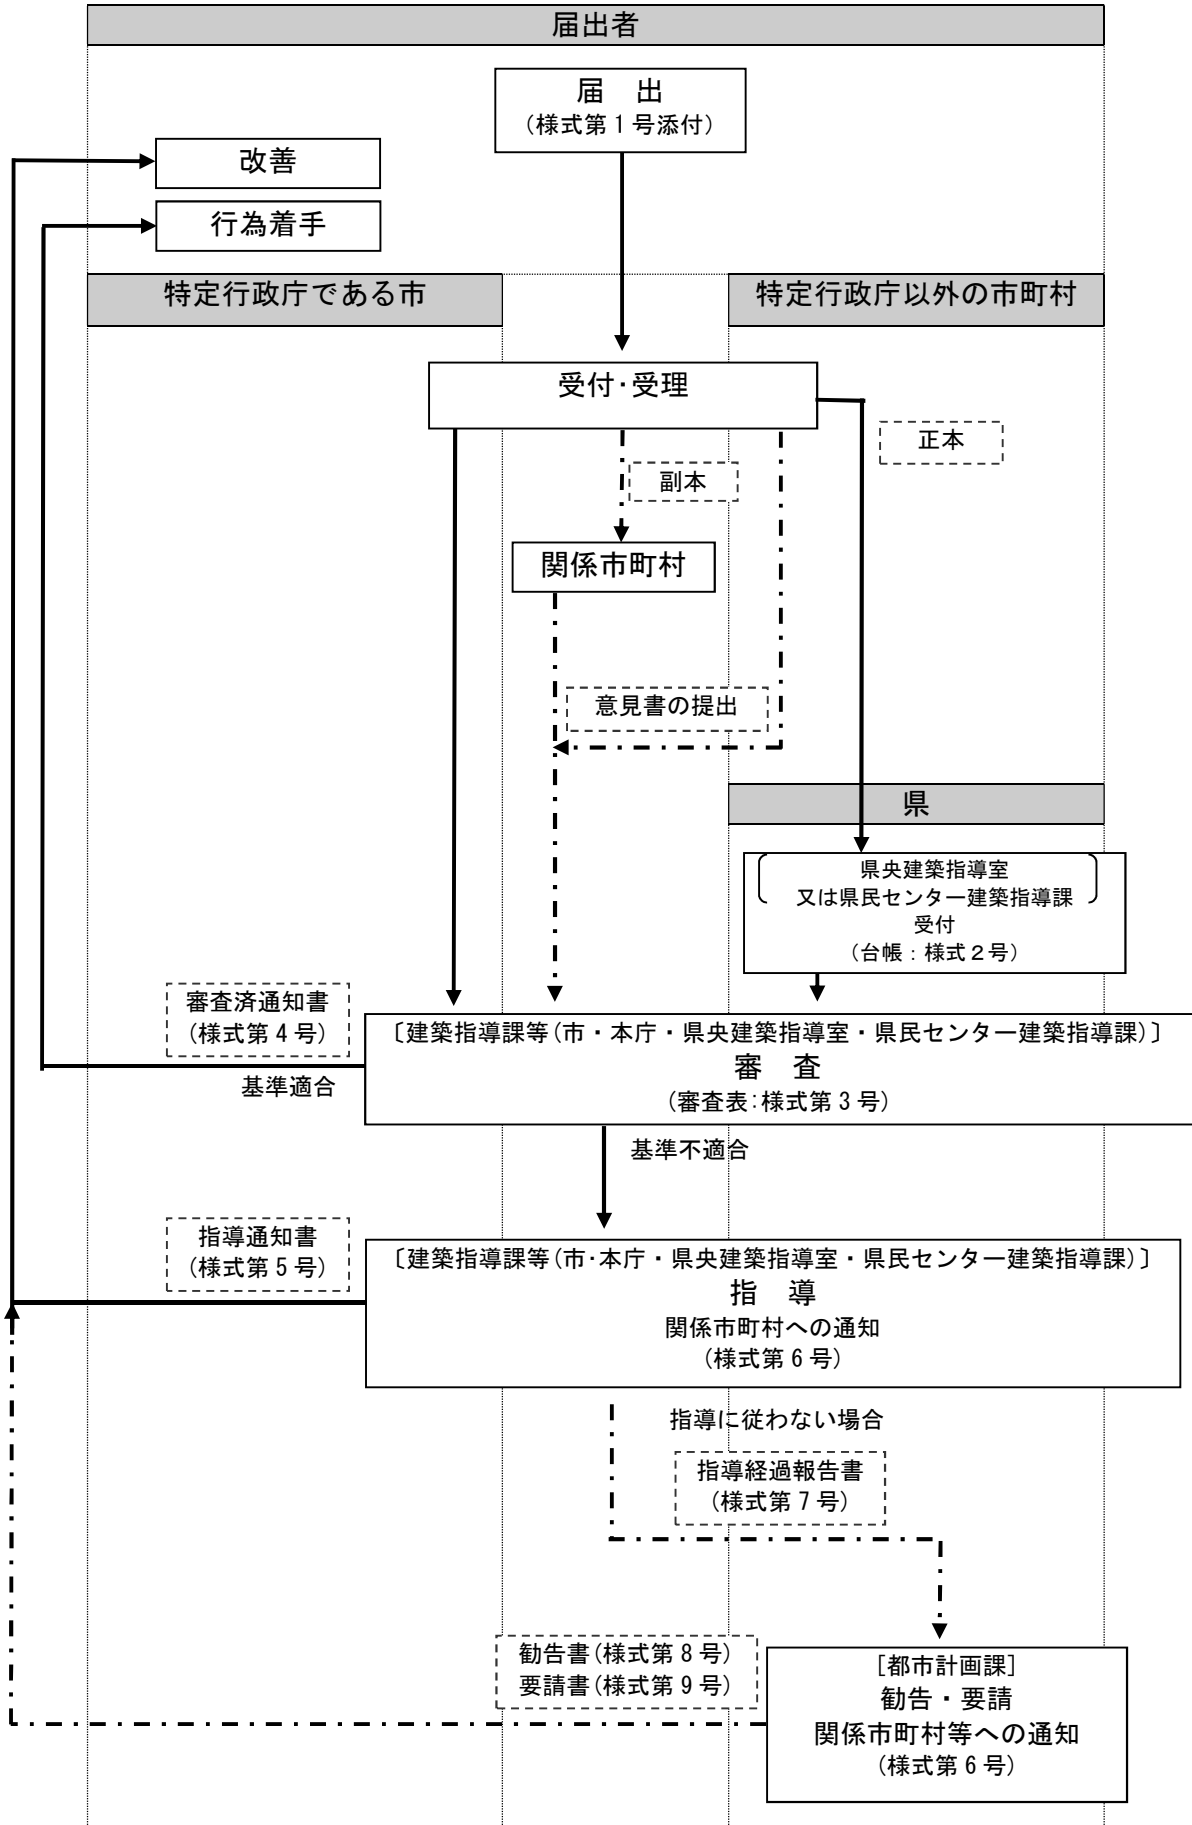 届出者
届　出
（様式第１号添付）
改善
行為着手
特定行政庁である市
特定行政庁以外の市町村
受付･受理
正本
副本
関係市町村
意見書の提出
県
県央建築指導室
又は県民センター建築指導課
受付
（台帳：様式２号）
審査済通知書
(様式第４号)
〔建築指導課等(市・本庁・県央建築指導室・県民センター建築指導課)〕
審　査
(審査表:様式第３号)
基準適合
基準不適合
指導通知書
(様式第５号)
〔建築指導課等(市･本庁・県央建築指導室・県民センター建築指導課)〕
指　導
関係市町村への通知
(様式第６号)
指導に従わない場合
指導経過報告書
(様式第７号)
勧告書(様式第８号)
要請書(様式第９号)
［都市計画課］
勧告・要請
関係市町村等への通知
(様式第６号)